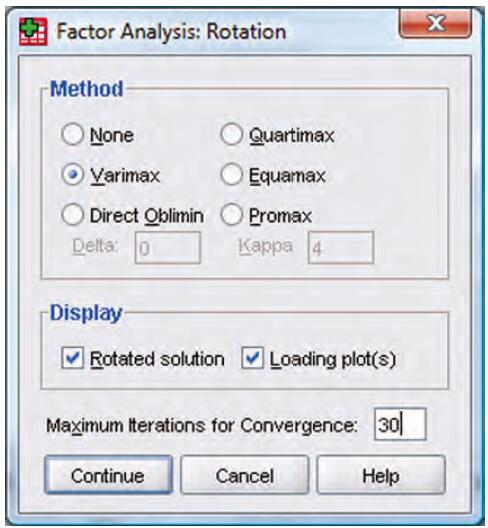 Factor Analysis: Rotation
Method
None
Quartimax
Varimax
Equamax
Direct Oblimin
Promax
Delta: 0
Kappa 4
Display
Rotated solution
Loading plot(s)
Maximum Iterations for Convergence: 30
Continue
Cancel
Help